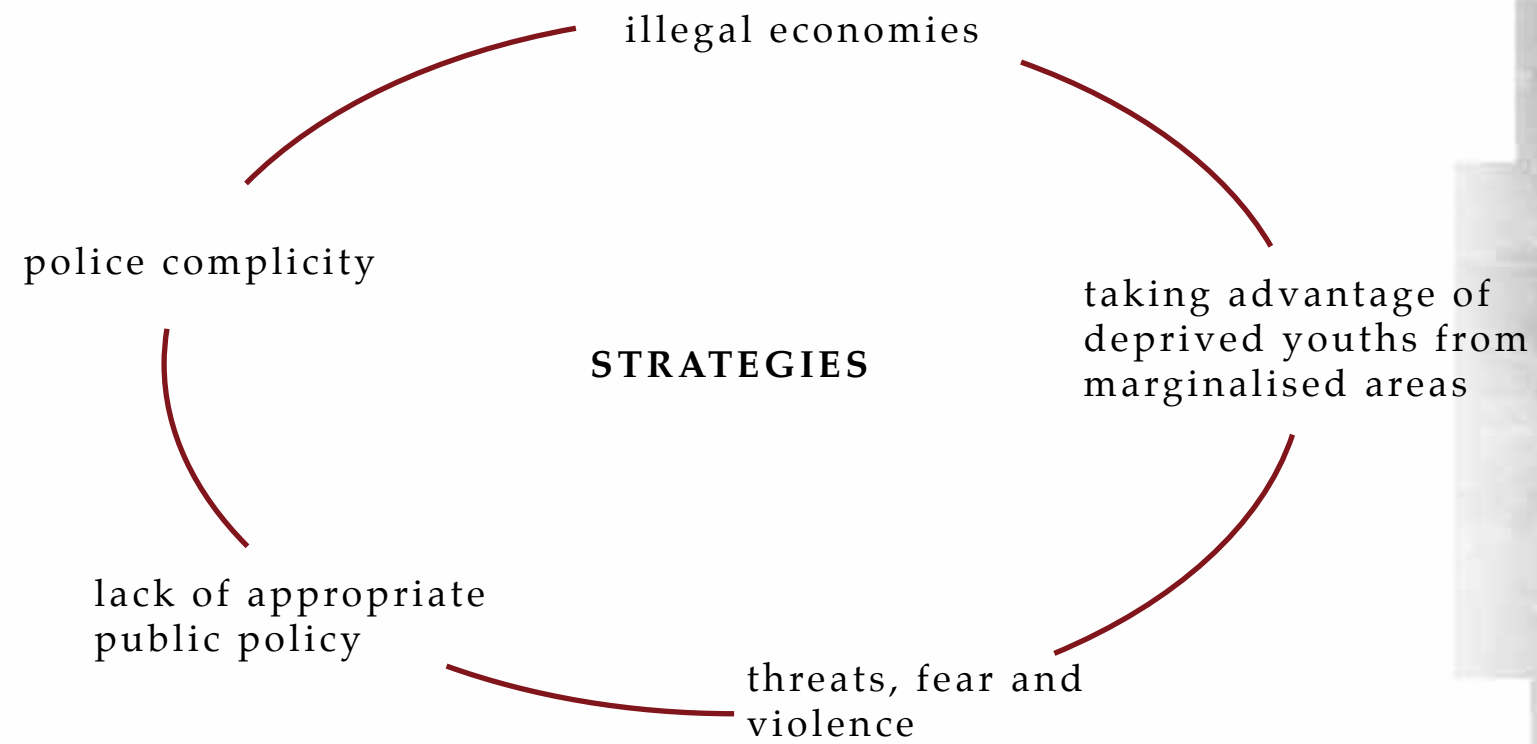 illegal economies
police complicity
taking advantage of
deprived youths from
marginalised areas
STRATEGIES
lack of appropriate
public policy
threats, fear and
violence